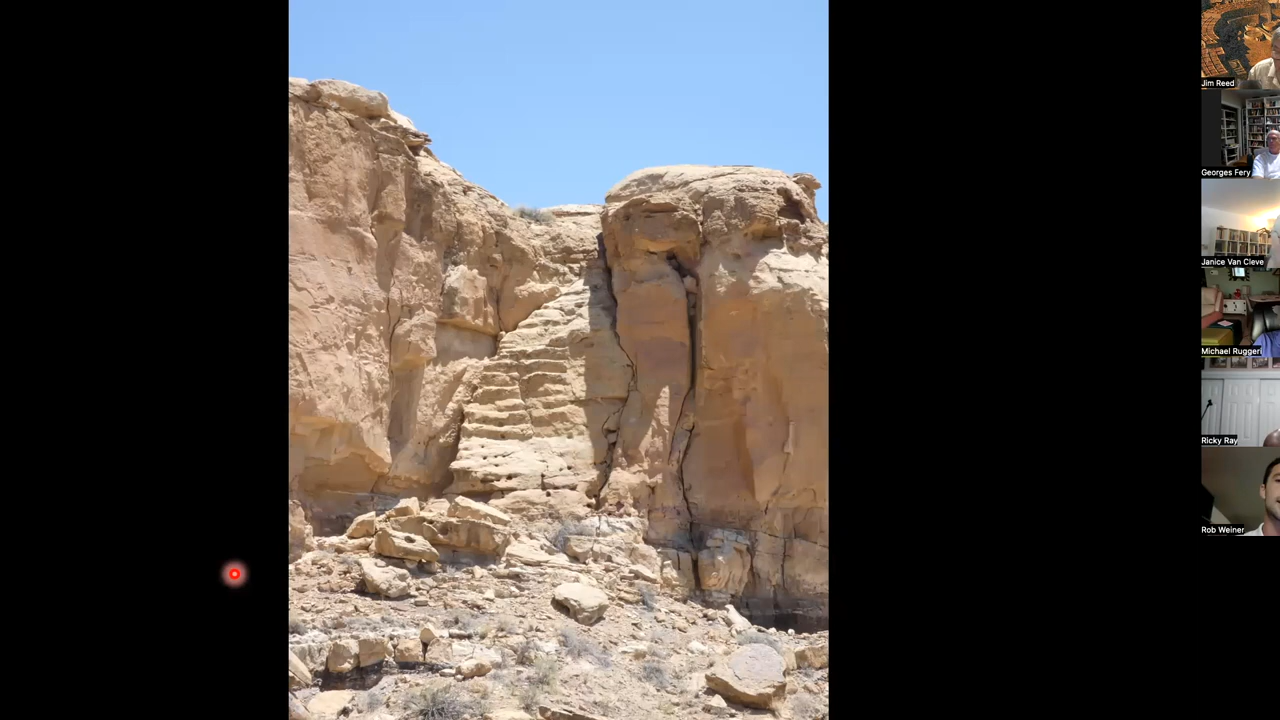 Jim Reed
Georges Fery
Janice Van Cleve
Michael Ruggeri
Ricky Ray
Rob Weiner